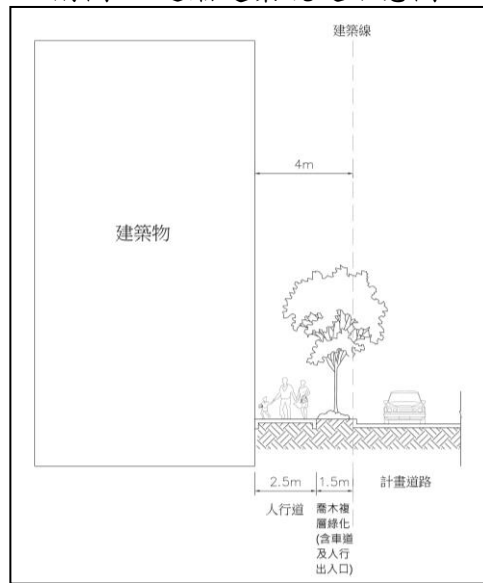 建築線
4m
建築物
2.5m
1.5m
人行道
喬木複
層綠化
(含車道
及人行
出入口)
計畫道路